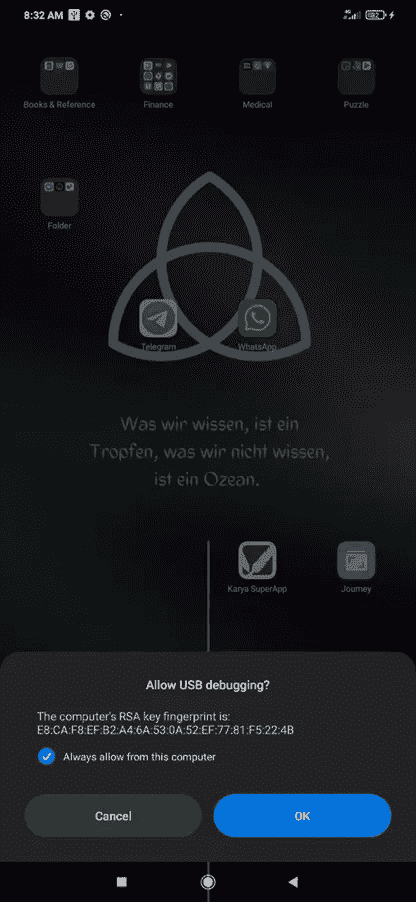 8:32 AM
4G
Books & Reference
Finance
Medical
Puzzle
Folder
Telegram
WhatsApp
Was wir wissen, ist ein
Tropfen, was wir nicht wissen,
ist ein Ozean.
Karya SuperApp
Journey
Allow USB debugging?
The computer's RSA key fingerprint is:
E8:CA:F8:EF:B2:A4:6A:53:0A:52:EF:77:81:F5:22:4B
Always allow from this computer
Cancel
OK